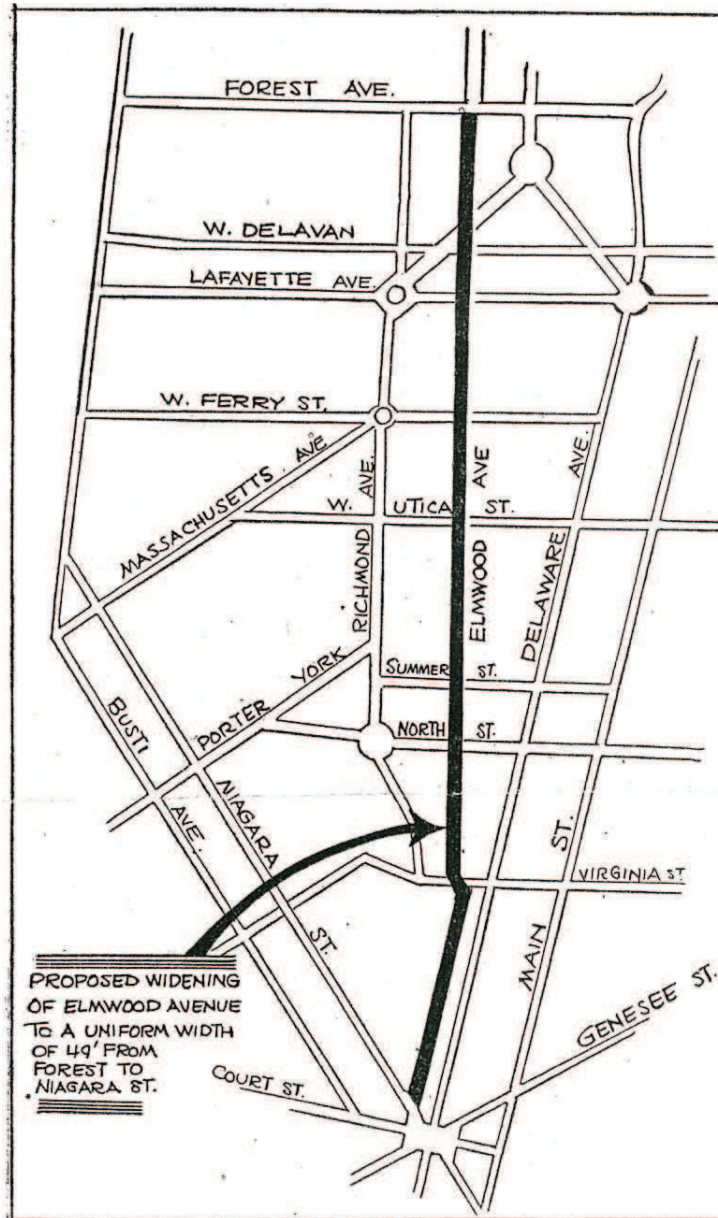 FOREST AVE.
W. DELAVAN
LAFAYETTE AVE.
W. FERRY ST.
MASSACHUSETTS AVE
W. UTICA ST.
RICHMOND AVE.
ELMWOOD AVE
DELAWARE AVE.
SUMMER ST.
PORTER YORK
NORTH ST.
BUSTI AVE.
NIAGARA ST.
VIRGINIA ST
MAIN ST.
GENESEE ST.
COURT ST.
PROPOSED WIDENING
OF ELMWOOD AVENUE
TO A UNIFORM WIDTH
OF 49' FROM
FOREST TO
NIAGARA ST.